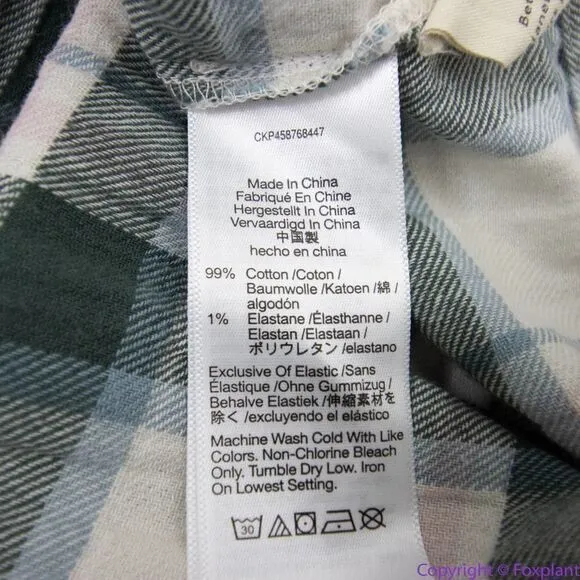 Be
CKP458768447
Made In China
Fabriqué En Chine
Hergestellt In China
Vervaardigd In China
中国製
hecho en china
99% Cotton /Coton /
Baumwolle /Katoen /綿 /
algodón
1% Elastane /Élasthanne /
Elastan /Elastaan /
ポリウレタン /elastano
Exclusive Of Elastic /Sans
Élastique /Ohne Gummizug /
Behalve Elastiek /伸縮素材を
除く /excluyendo el elástico
Machine Wash Cold With Like
Colors. Non-Chlorine Bleach
Only. Tumble Dry Low. Iron
On Lowest Setting.
30
Copyright © Foxplant